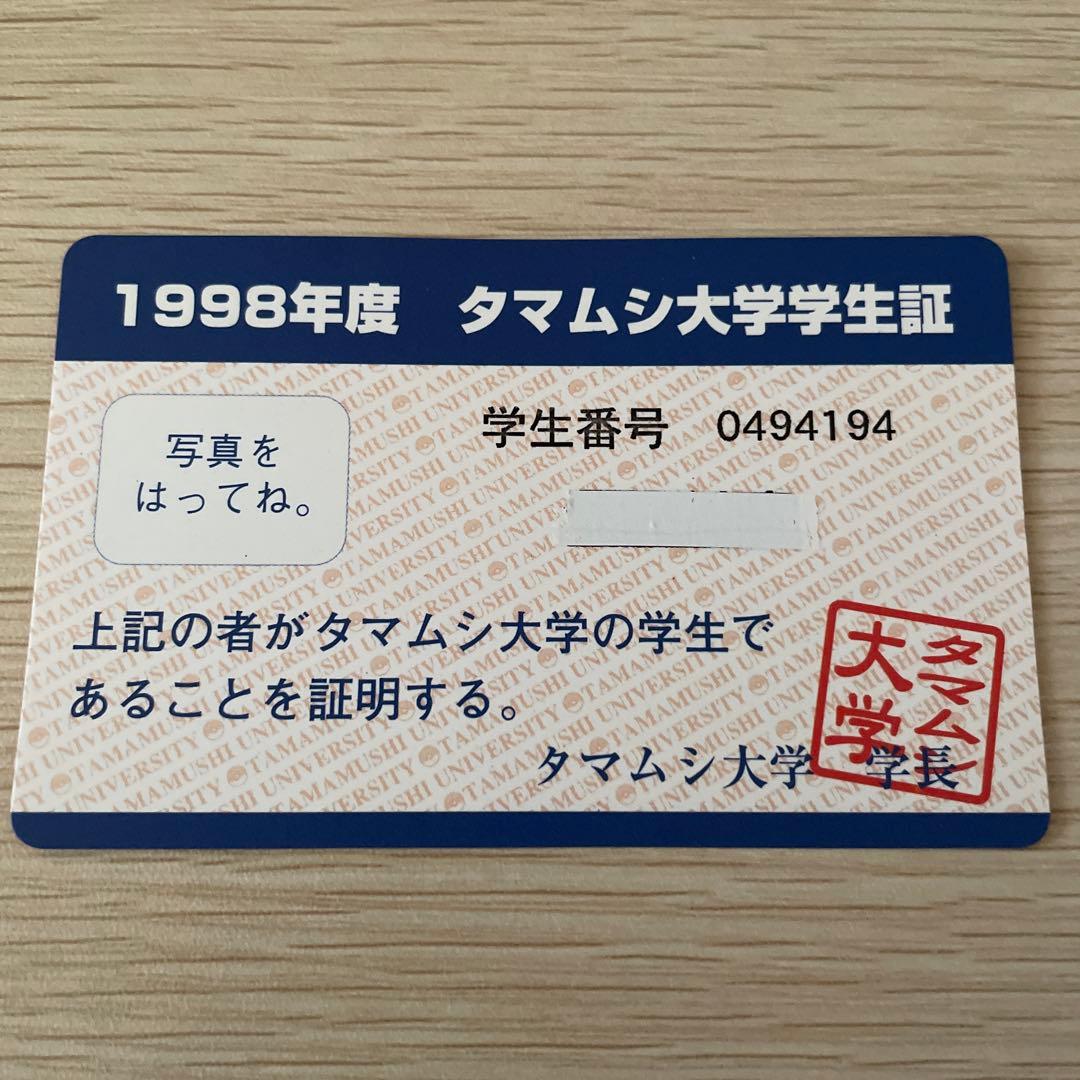 1998年度 タマムシ大学学生証
写真を
はってね。
学生番号 0494194
上記の者がタマムシ大学の学生で
あることを証明する。
タマムシ大学 学長
タマムシ
大学
TAMAMUSHI UNIVERSITY